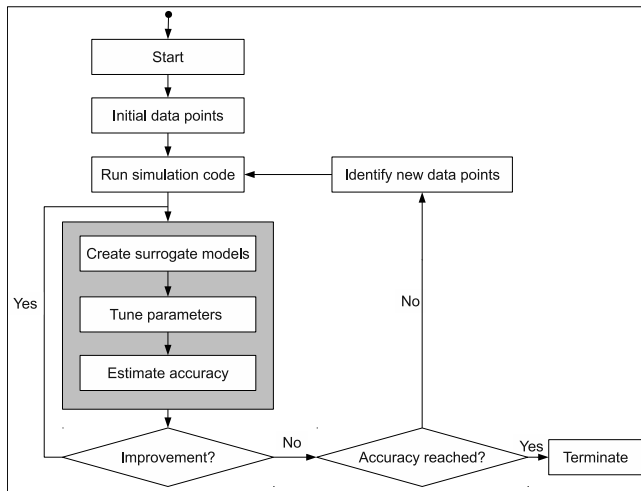 Start
Initial data points
Run simulation code
Identify new data points
Create surrogate models
Yes
Tune parameters
No
Estimate accuracy
Improvement?
No
Accuracy reached?
Yes
Terminate